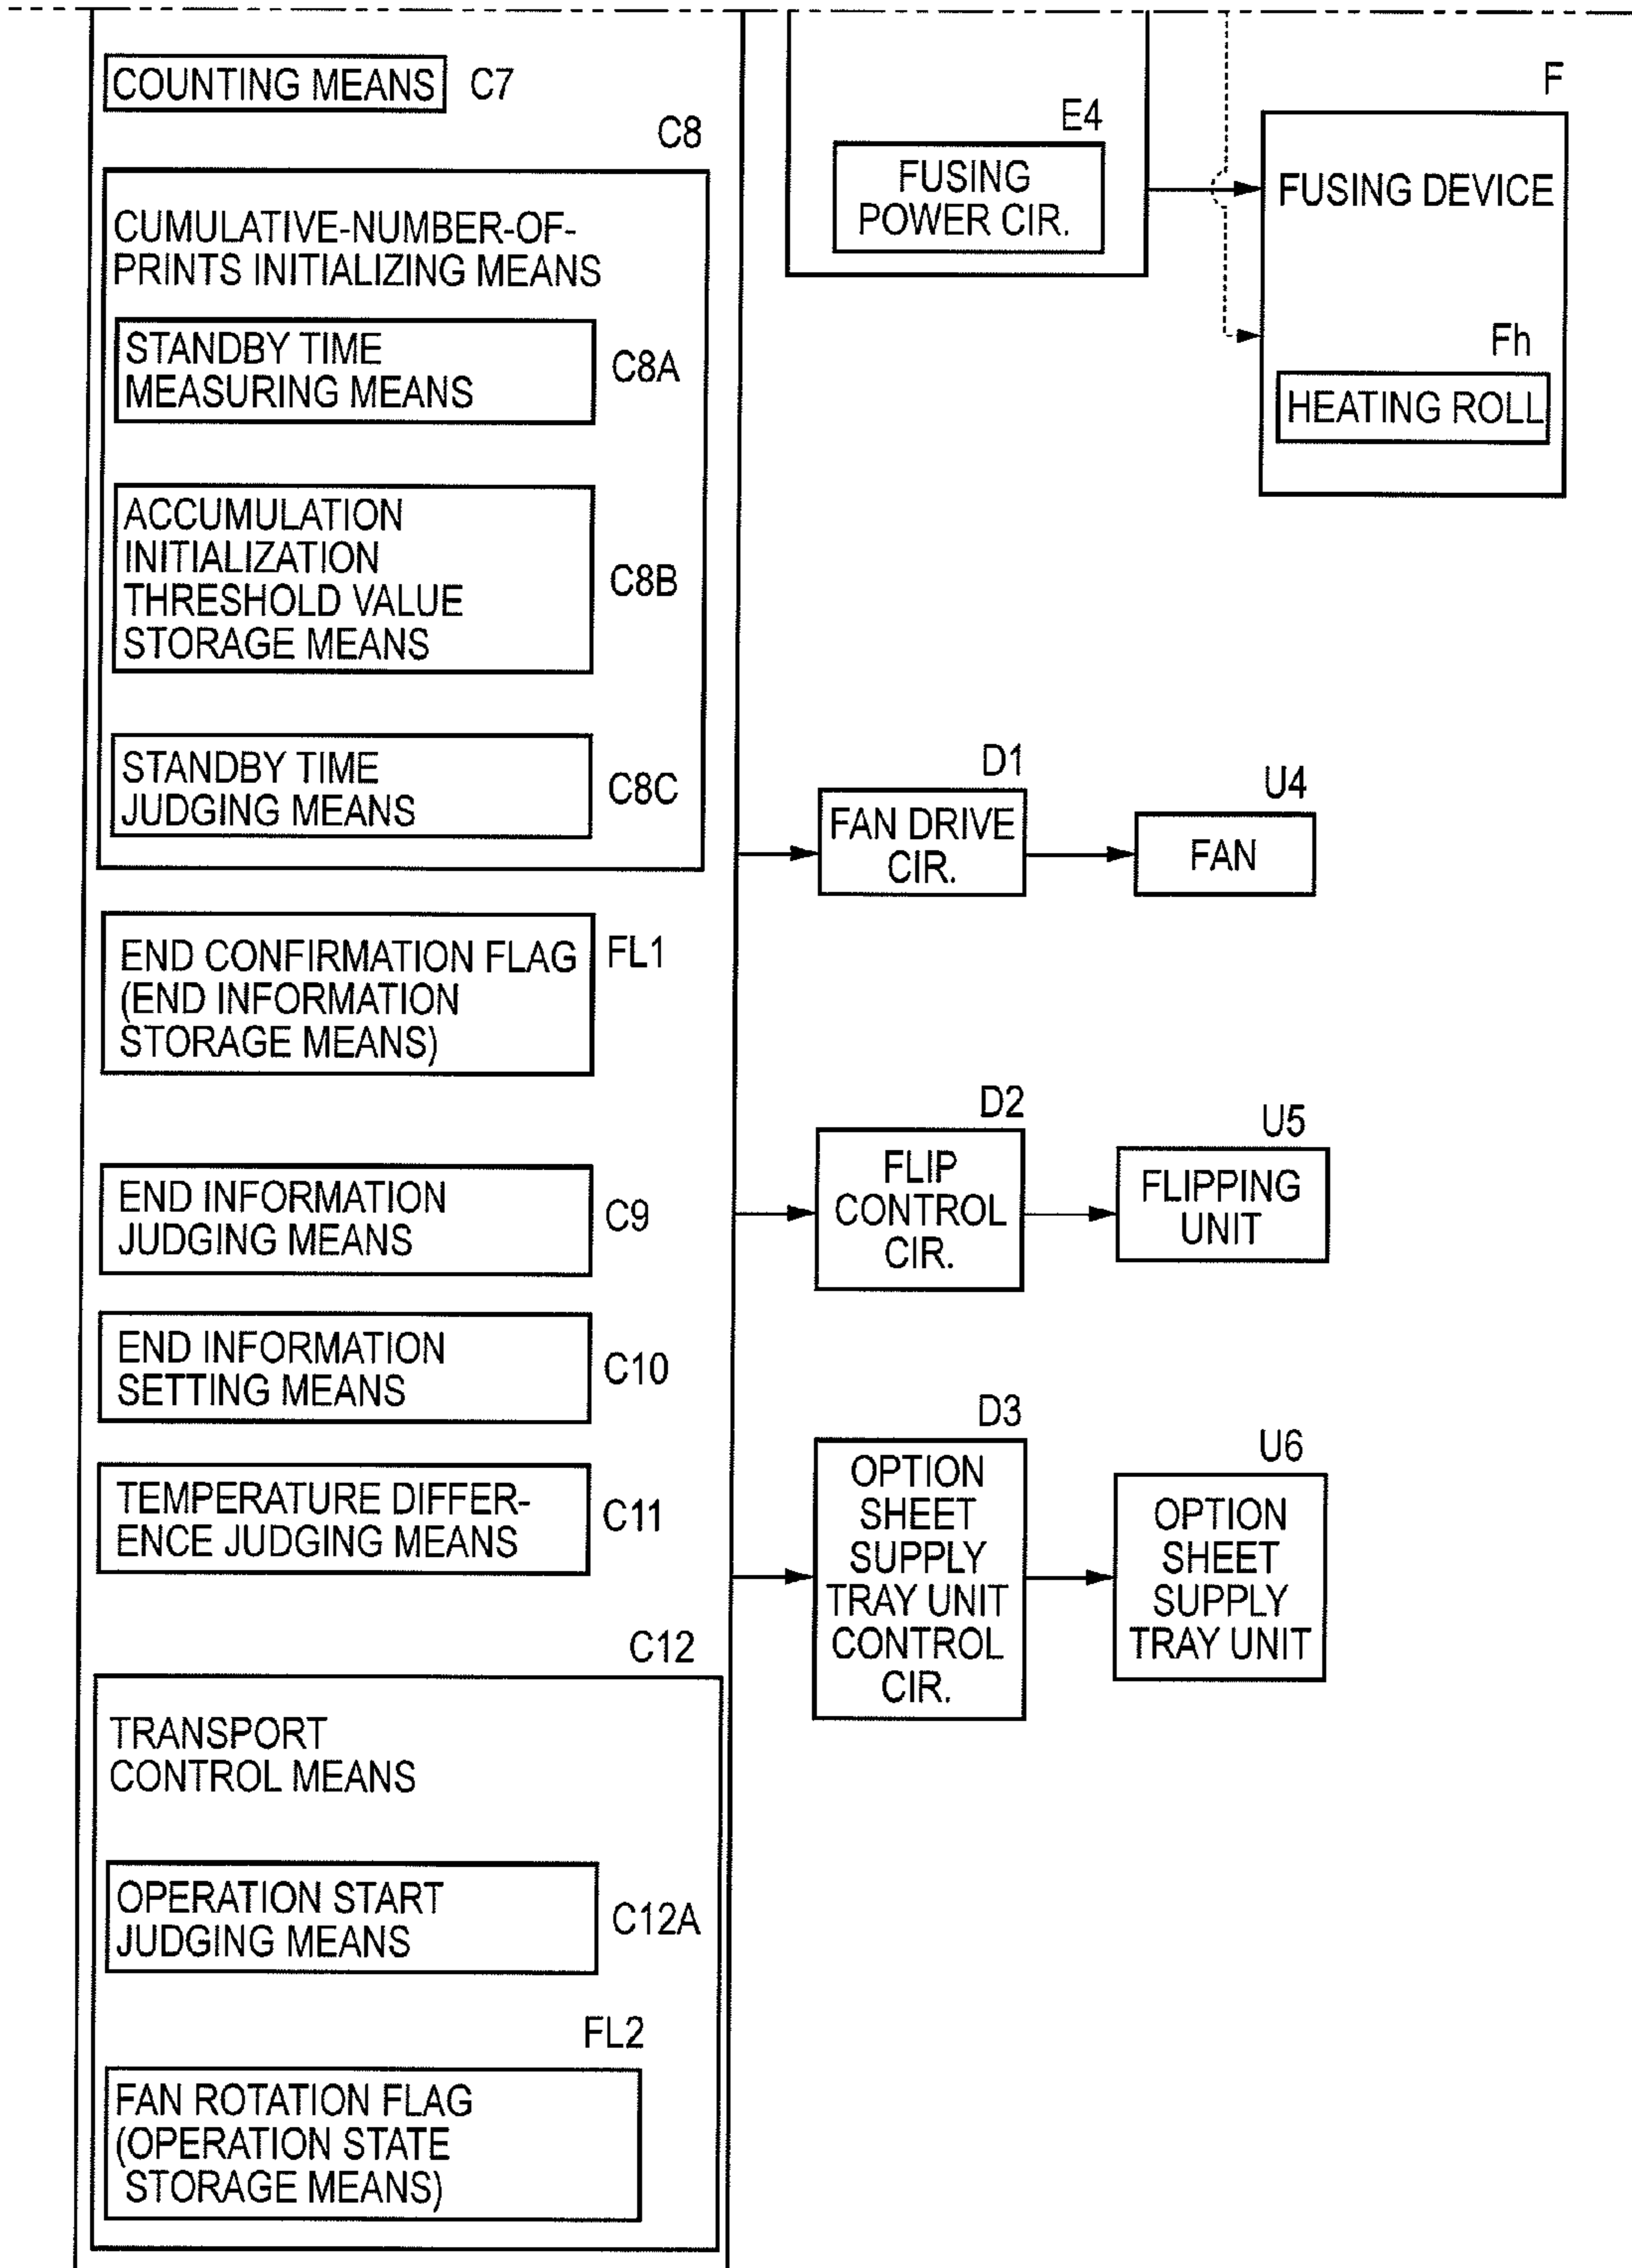 COUNTING MEANS
C7
C8
CUMULATIVE-NUMBER-OF-
PRINTS INITIALIZING MEANS
STANDBY TIME
MEASURING MEANS
C8A
ACCUMULATION
INITIALIZATION
THRESHOLD VALUE
STORAGE MEANS
C8B
STANDBY TIME
JUDGING MEANS
C8C
END CONFIRMATION FLAG
(END INFORMATION
STORAGE MEANS)
FL1
END INFORMATION
JUDGING MEANS
C9
END INFORMATION
SETTING MEANS
C10
TEMPERATURE DIFFER-
ENCE JUDGING MEANS
C11
C12
TRANSPORT
CONTROL MEANS
OPERATION START
JUDGING MEANS
C12A
FL2
FAN ROTATION FLAG
(OPERATION STATE
STORAGE MEANS)
E4
FUSING
POWER CIR.
F
FUSING DEVICE
Fh
HEATING ROLL
D1
FAN DRIVE
CIR.
U4
FAN
D2
FLIP
CONTROL
CIR.
U5
FLIPPING
UNIT
D3
OPTION
SHEET
SUPPLY
TRAY UNIT
CONTROL
CIR.
U6
OPTION
SHEET
SUPPLY
TRAY UNIT